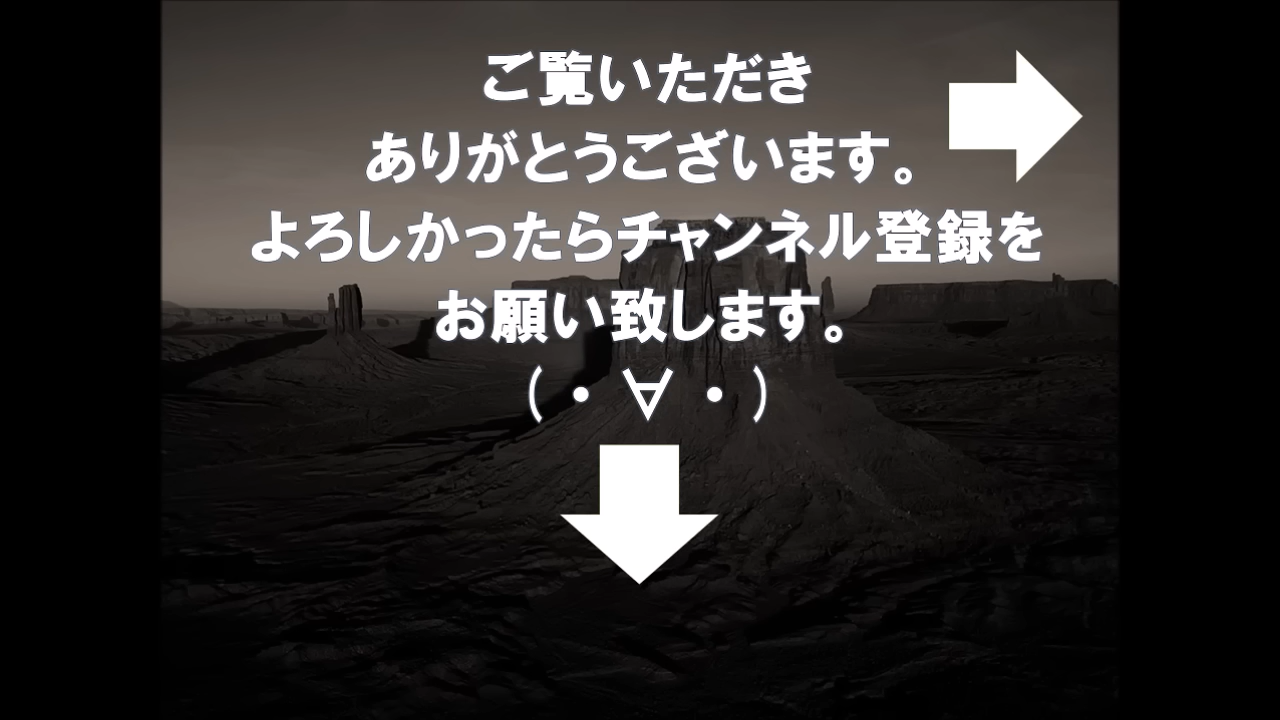 ご覧いただき
ありがとうございます。
よろしかったらチャンネル登録を
お願い致します。
(・∀・)